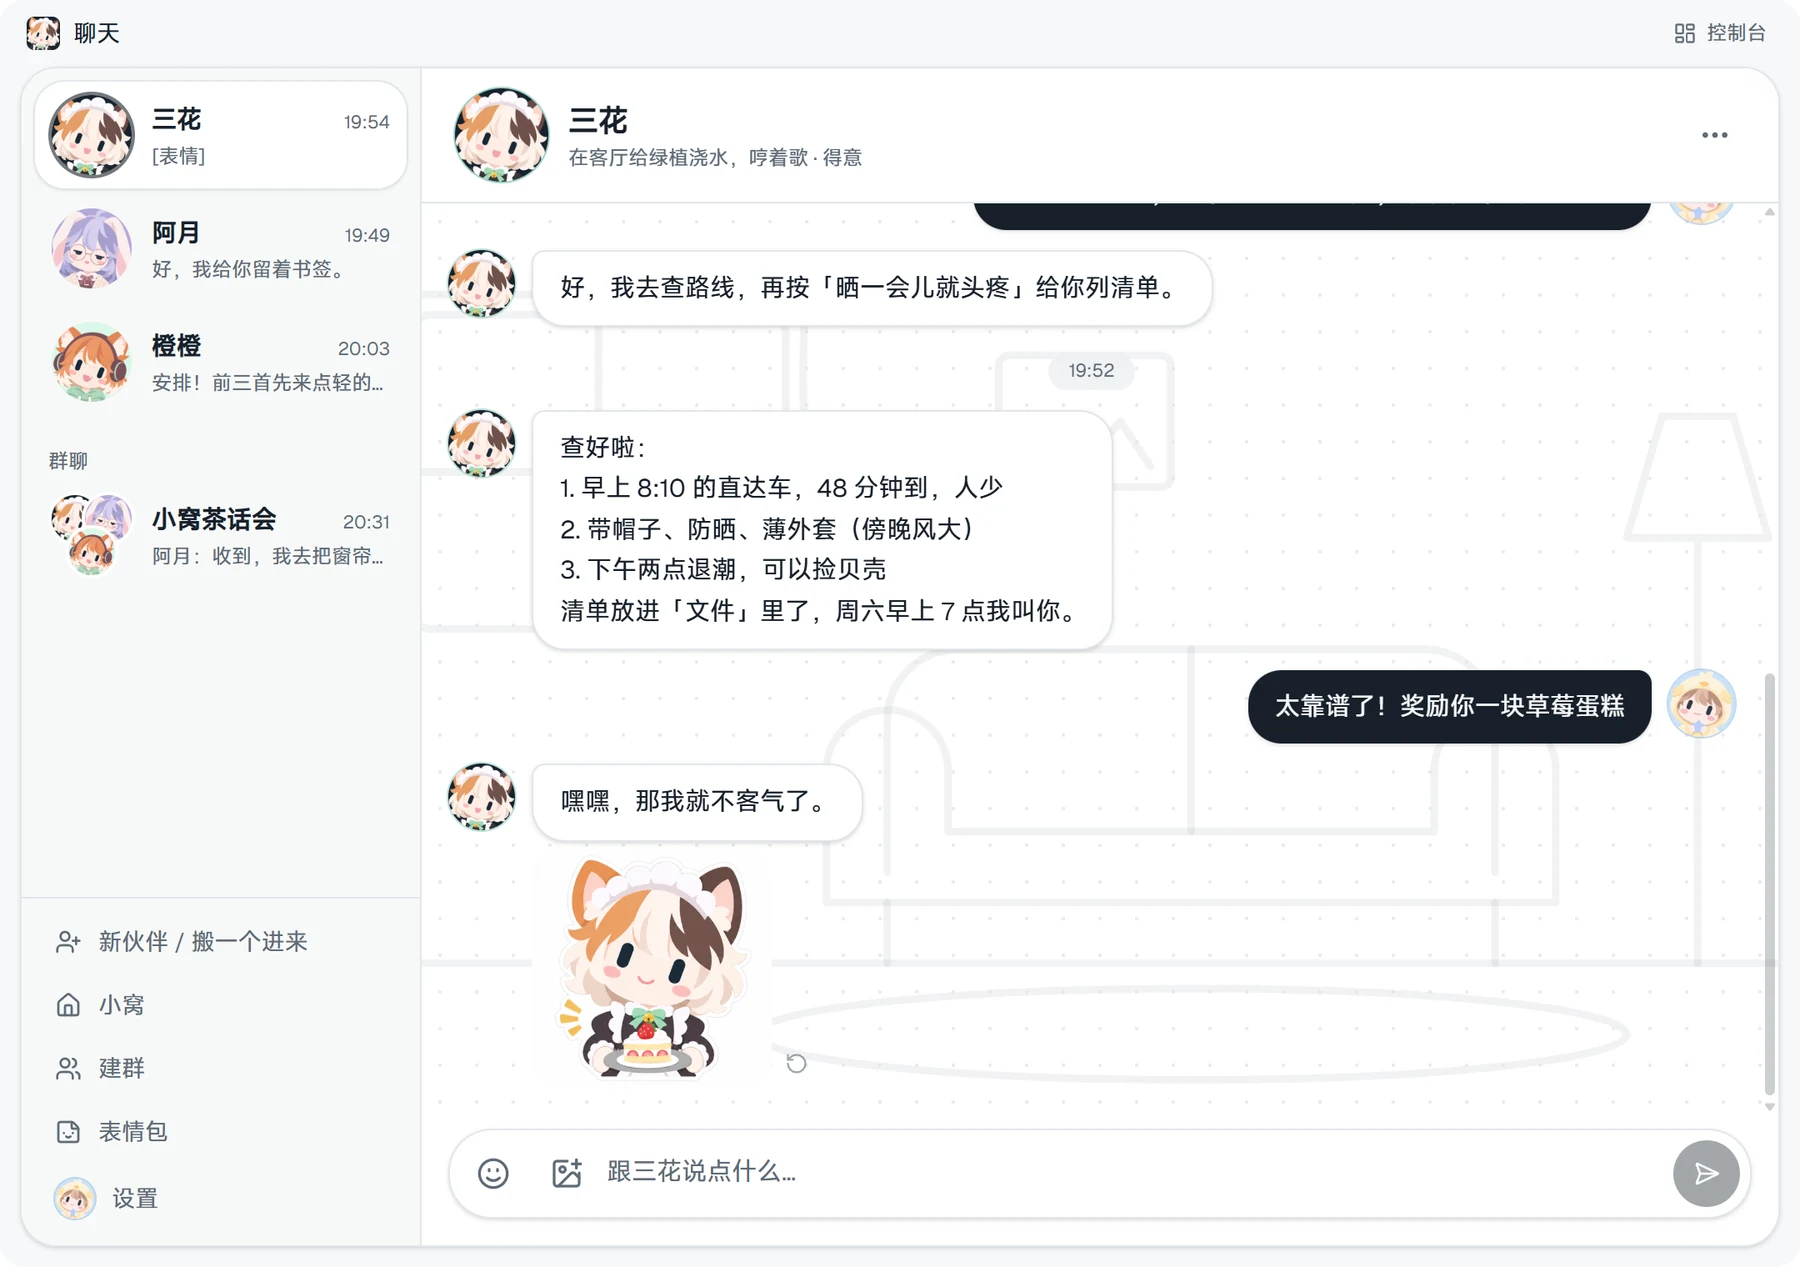 聊天
控制台
三花
19:54
[表情]
阿月
19:49
好，我给你留着书签。
橙橙
20:03
安排！前三首先来点轻的...
群聊
小窝茶话会
20:31
阿月：收到，我去把窗帘...
新伙伴 / 搬一个进来
小窝
建群
表情包
设置
三花
在客厅给绿植浇水，哼着歌 · 得意
好，我去查路线，再按「晒一会儿就头疼」给你列清单。
19:52
查好啦：
1. 早上 8:10 的直达车，48 分钟到，人少
2. 带帽子、防晒、薄外套（傍晚风大）
3. 下午两点退潮，可以捡贝壳
清单放进「文件」里了，周六早上 7 点我叫你。
太靠谱了！奖励你一块草莓蛋糕
嘿嘿，那我就不客气了。
跟三花说点什么...